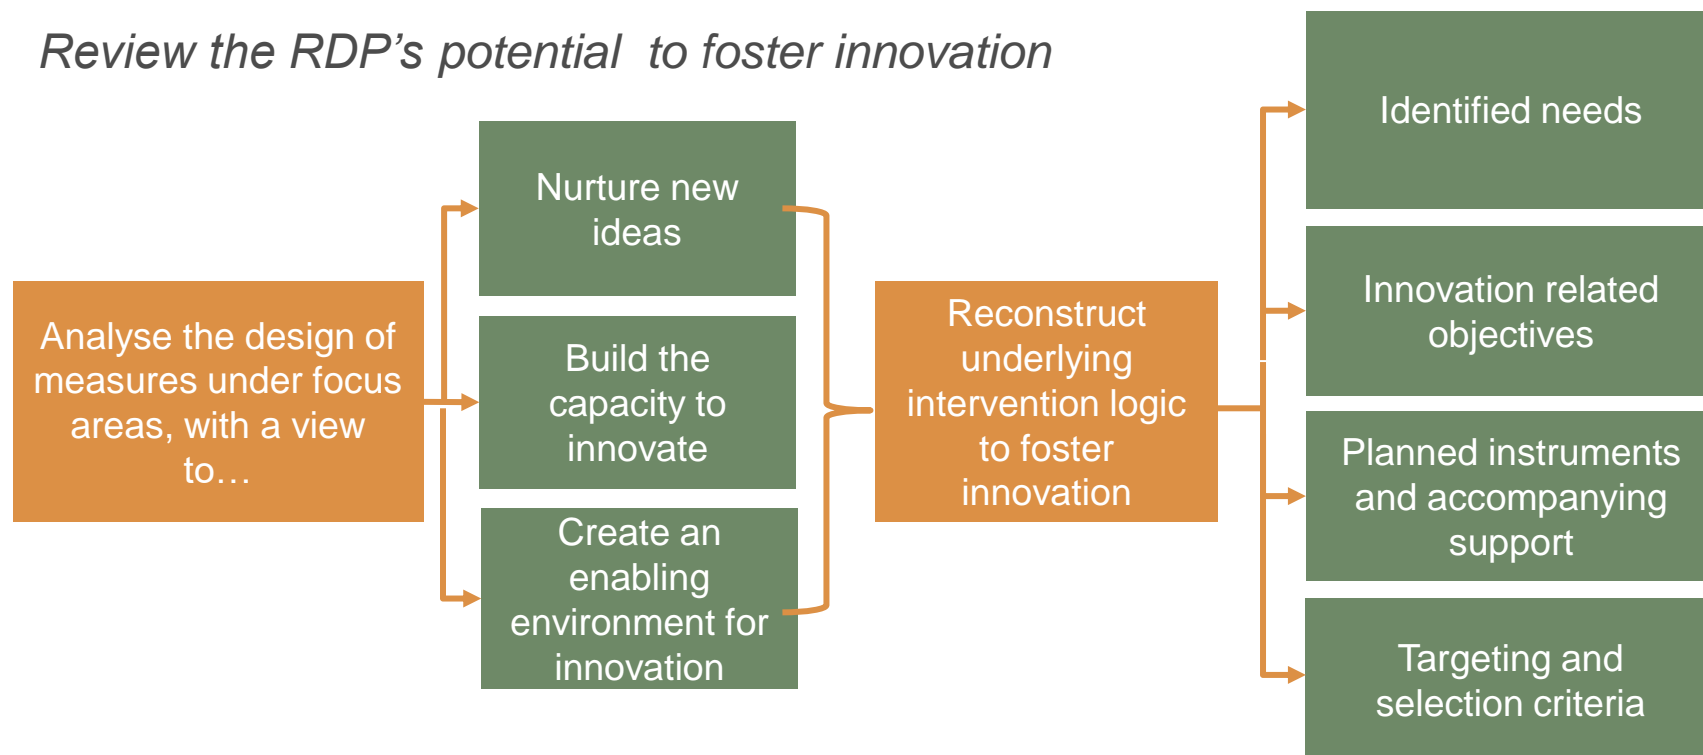 Review the RDP's potential  to foster innovation
Analyse the design of
measures under focus
areas, with a view
to…
Nurture new
ideas
Build the
capacity to
innovate
Create an
enabling
environment for
innovation
Reconstruct
underlying
intervention logic
to foster
innovation
Identified needs
Innovation related
objectives
Planned instruments
and accompanying
support
Targeting and
selection criteria